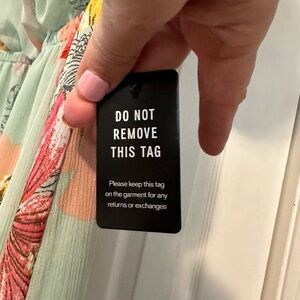 DO NOT
REMOVE
THIS TAG
Please keep this tag
on the garment for any
returns or exchanges